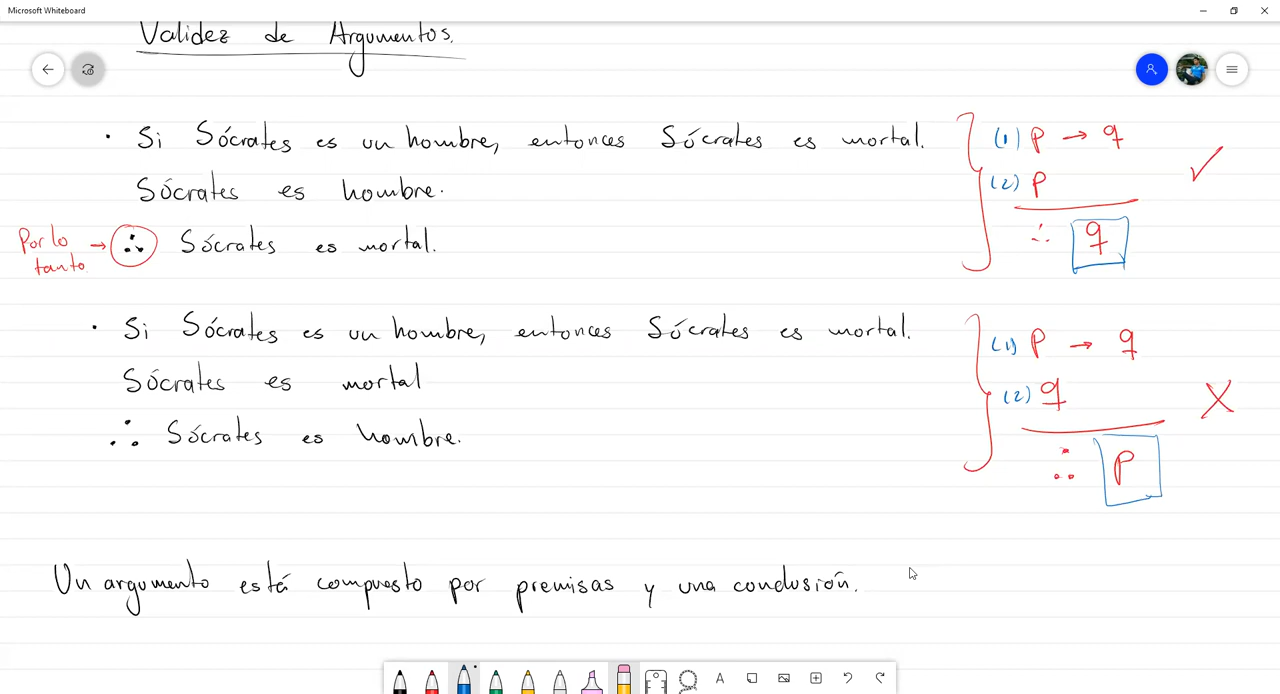 Microsoft Whiteboard
Validez de Argumentos.
· Si Sócrates es un hombre, entonces Sócrates es mortal.
Sócrates es hombre.
Por lo tanto → ∴ Sócrates es mortal.
(1) p → q
(2) p ✓
∴ q
· Si Sócrates es un hombre, entonces Sócrates es mortal.
Sócrates es mortal
∴ Sócrates es hombre.
(1) p → q
(2) q X
∴ p
Un argumento está compuesto por premisas y una conclusión.
A